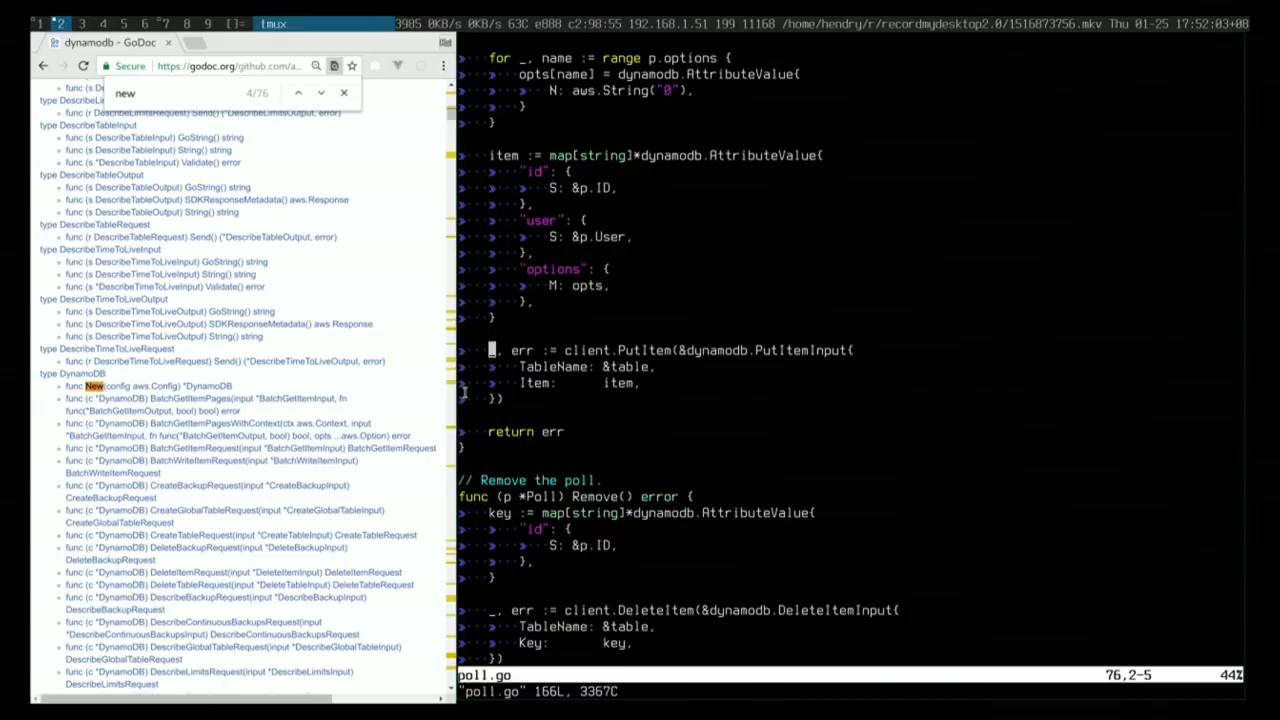 1 *2 3 4 5 6 *7 8 9 []= tmux 3985 0KB/s 0KB/s 63C e888 c2:98:55 192.168.1.51 199 11168 /home/hendry/r/recordmydesktop2.0/1516873756.mkv Thu 01-25 17:52:03+08
dynamodb - GoDoc ×
Secure https://godoc.org/github.com/a...
new 4/76
func (s
type DescribeLi
func (r DescribeLimitsRequest) Send() (*DescribeLimitsOutput, error)
type DescribeTableInput
func (s DescribeTableInput) GoString() string
func (s DescribeTableInput) String() string
func (s *DescribeTableInput) Validate() error
type DescribeTableOutput
func (s DescribeTableOutput) GoString() string
func (s DescribeTableOutput) SDKResponseMetadata() aws.Response
func (s DescribeTableOutput) String() string
type DescribeTableRequest
func (r DescribeTableRequest) Send() (*DescribeTableOutput, error)
type DescribeTimeToLiveInput
func (s DescribeTimeToLiveInput) GoString() string
func (s DescribeTimeToLiveInput) String() string
func (s *DescribeTimeToLiveInput) Validate() error
type DescribeTimeToLiveOutput
func (s DescribeTimeToLiveOutput) GoString() string
func (s DescribeTimeToLiveOutput) SDKResponseMetadata() aws.Response
func (s DescribeTimeToLiveOutput) String() string
type DescribeTimeToLiveRequest
func (r DescribeTimeToLiveRequest) Send() (*DescribeTimeToLiveOutput, error)
type DynamoDB
func New(config aws.Config) *DynamoDB
func (c *DynamoDB) BatchGetItemPages(input *BatchGetItemInput, fn
func(*BatchGetItemOutput, bool) bool) error
func (c *DynamoDB) BatchGetItemPagesWithContext(ctx aws.Context, input
*BatchGetItemInput, fn func(*BatchGetItemOutput, bool) bool, opts ...aws.Option) error
func (c *DynamoDB) BatchGetItemRequest(input *BatchGetItemInput) BatchGetItemRequest
func (c *DynamoDB) BatchWriteItemRequest(input *BatchWriteItemInput)
BatchWriteItemRequest
func (c *DynamoDB) CreateBackupRequest(input *CreateBackupInput)
CreateBackupRequest
func (c *DynamoDB) CreateGlobalTableRequest(input *CreateGlobalTableInput)
CreateGlobalTableRequest
func (c *DynamoDB) CreateTableRequest(input *CreateTableInput) CreateTableRequest
func (c *DynamoDB) DeleteBackupRequest(input *DeleteBackupInput)
DeleteBackupRequest
func (c *DynamoDB) DeleteItemRequest(input *DeleteItemInput) DeleteItemRequest
func (c *DynamoDB) DeleteTableRequest(input *DeleteTableInput) DeleteTableRequest
func (c *DynamoDB) DescribeBackupRequest(input *DescribeBackupInput)
DescribeBackupRequest
func (c *DynamoDB) DescribeContinuousBackupsRequest(input
*DescribeContinuousBackupsInput) DescribeContinuousBackupsRequest
func (c *DynamoDB) DescribeGlobalTableRequest(input *DescribeGlobalTableInput)
DescribeGlobalTableRequest
func (c *DynamoDB) DescribeLimitsRequest(input *DescribeLimitsInput)
DescribeLimitsRequest
for _, name := range p.options {
opts[name] = dynamodb.AttributeValue{
N: aws.String("0"),
}
}
item := map[string]*dynamodb.AttributeValue{
"id": {
S: &p.ID,
},
"user": {
S: &p.User,
},
"options": {
M: opts,
},
}
_, err := client.PutItem(&dynamodb.PutItemInput{
TableName: &table,
Item: item,
})
return err
}
// Remove the poll.
func (p *Poll) Remove() error {
key := map[string]*dynamodb.AttributeValue{
"id": {
S: &p.ID,
},
}
_, err := client.DeleteItem(&dynamodb.DeleteItemInput{
TableName: &table,
Key: key,
})
poll.go 76,2-5 44%
"poll.go" 166L, 3367C